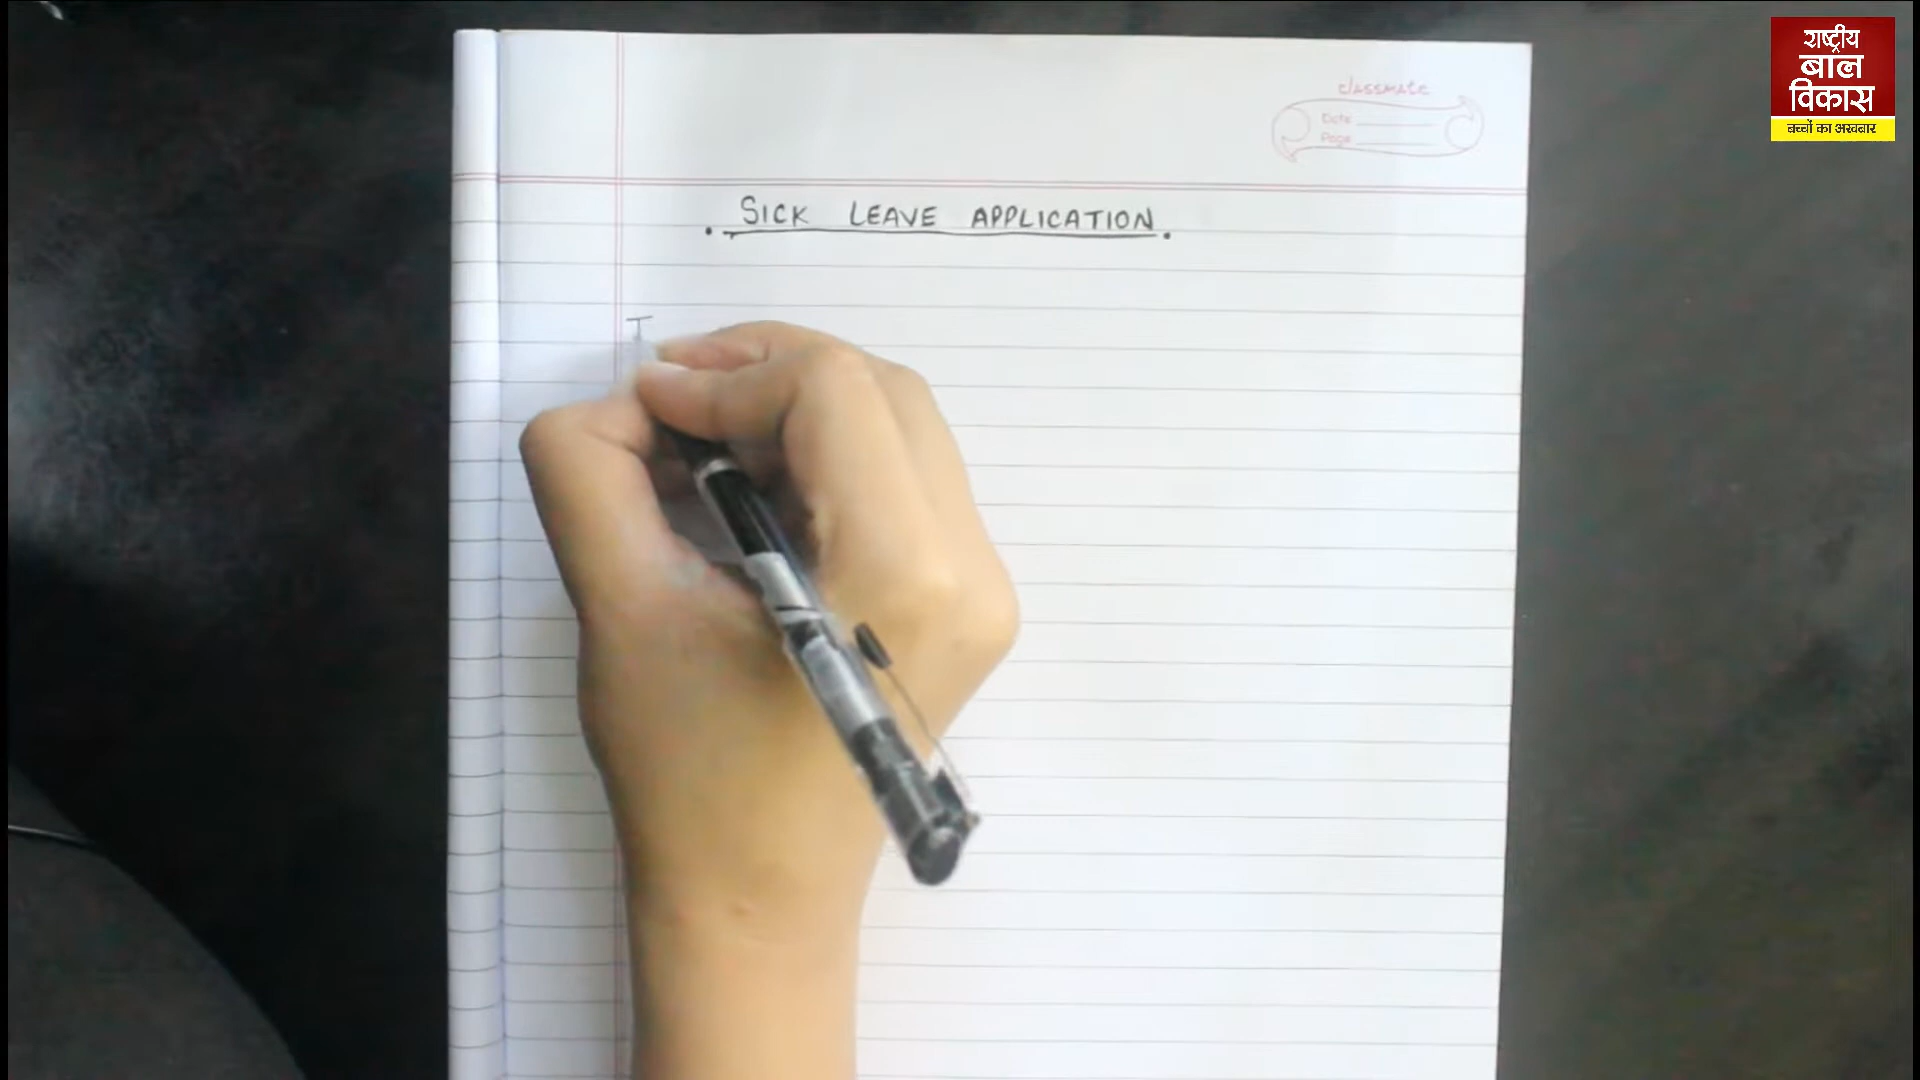 राष्ट्रीय
बाल
विकास
बच्चों का अखबार
classmate
Date
Page
SICK LEAVE APPLICATION
T